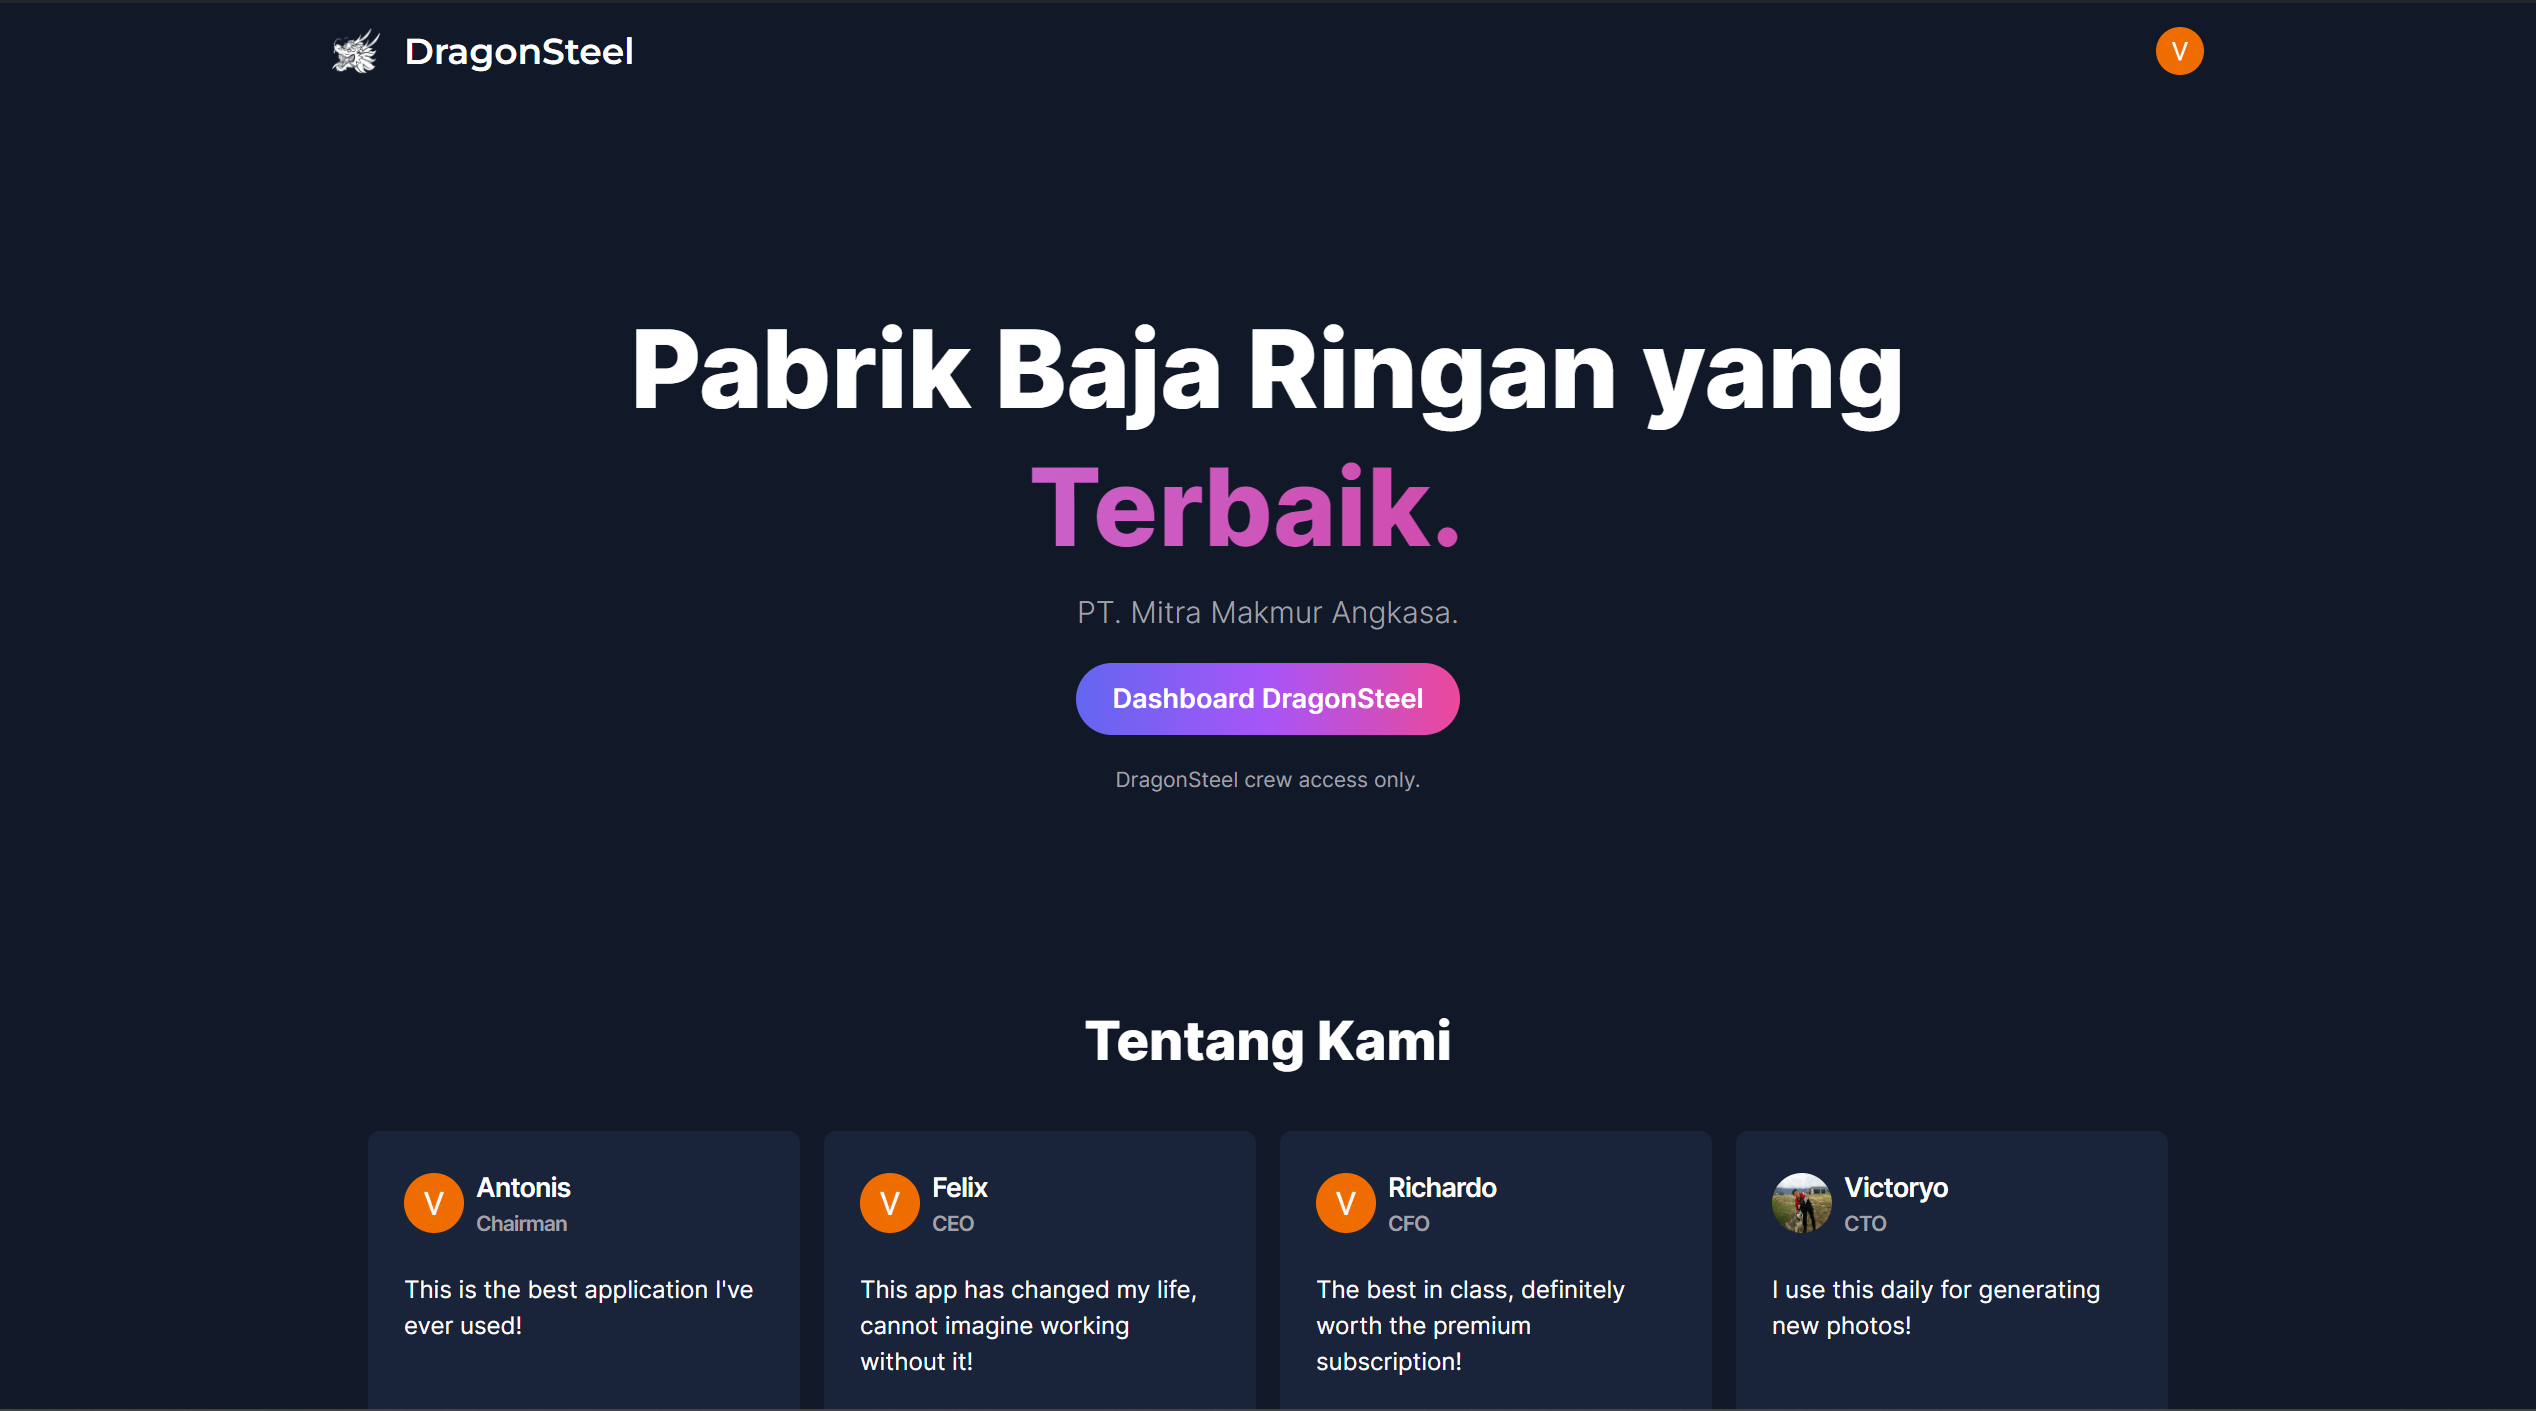 DragonSteel
V
Pabrik Baja Ringan yang
Terbaik.
PT. Mitra Makmur Angkasa.
Dashboard DragonSteel
DragonSteel crew access only.
Tentang Kami
V
Antonis
Chairman
This is the best application I've
ever used!
V
Felix
CEO
This app has changed my life,
cannot imagine working
without it!
V
Richardo
CFO
The best in class, definitely
worth the premium
subscription!
Victoryo
CTO
I use this daily for generating
new photos!